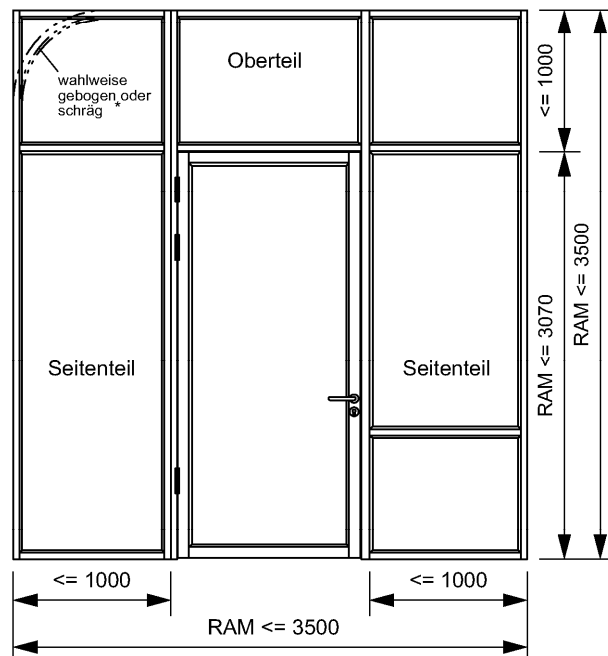 Oberteil
wahlweise
gebogen oder
schräg *
<= 1000
RAM <= 3500
RAM <= 3070
Seitenteil
Seitenteil
<= 1000
<= 1000
RAM <= 3500